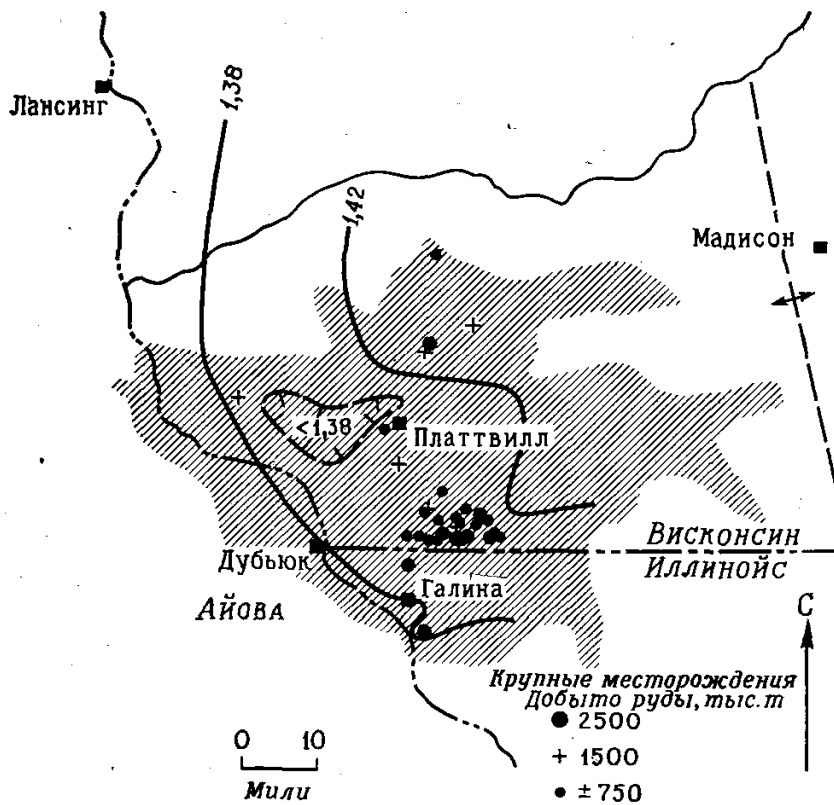 Лансинг
1,38
1,42
Мадисон
<1,38
Платтвилл
Висконсин
Дубьюк
Иллинойс
Галина
Айова
С
Крупные месторождения
Добыто руды, тыс. т
2500
0 10
1500
Мили
± 750